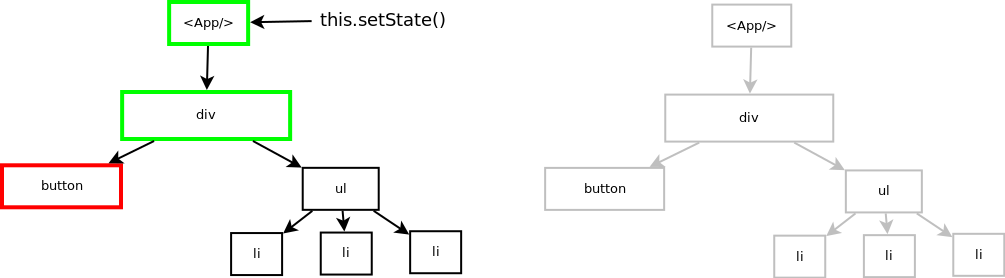 <App/>
this.setState()
div
button
ul
li
li
li
<App/>
div
button
ul
li
li
li